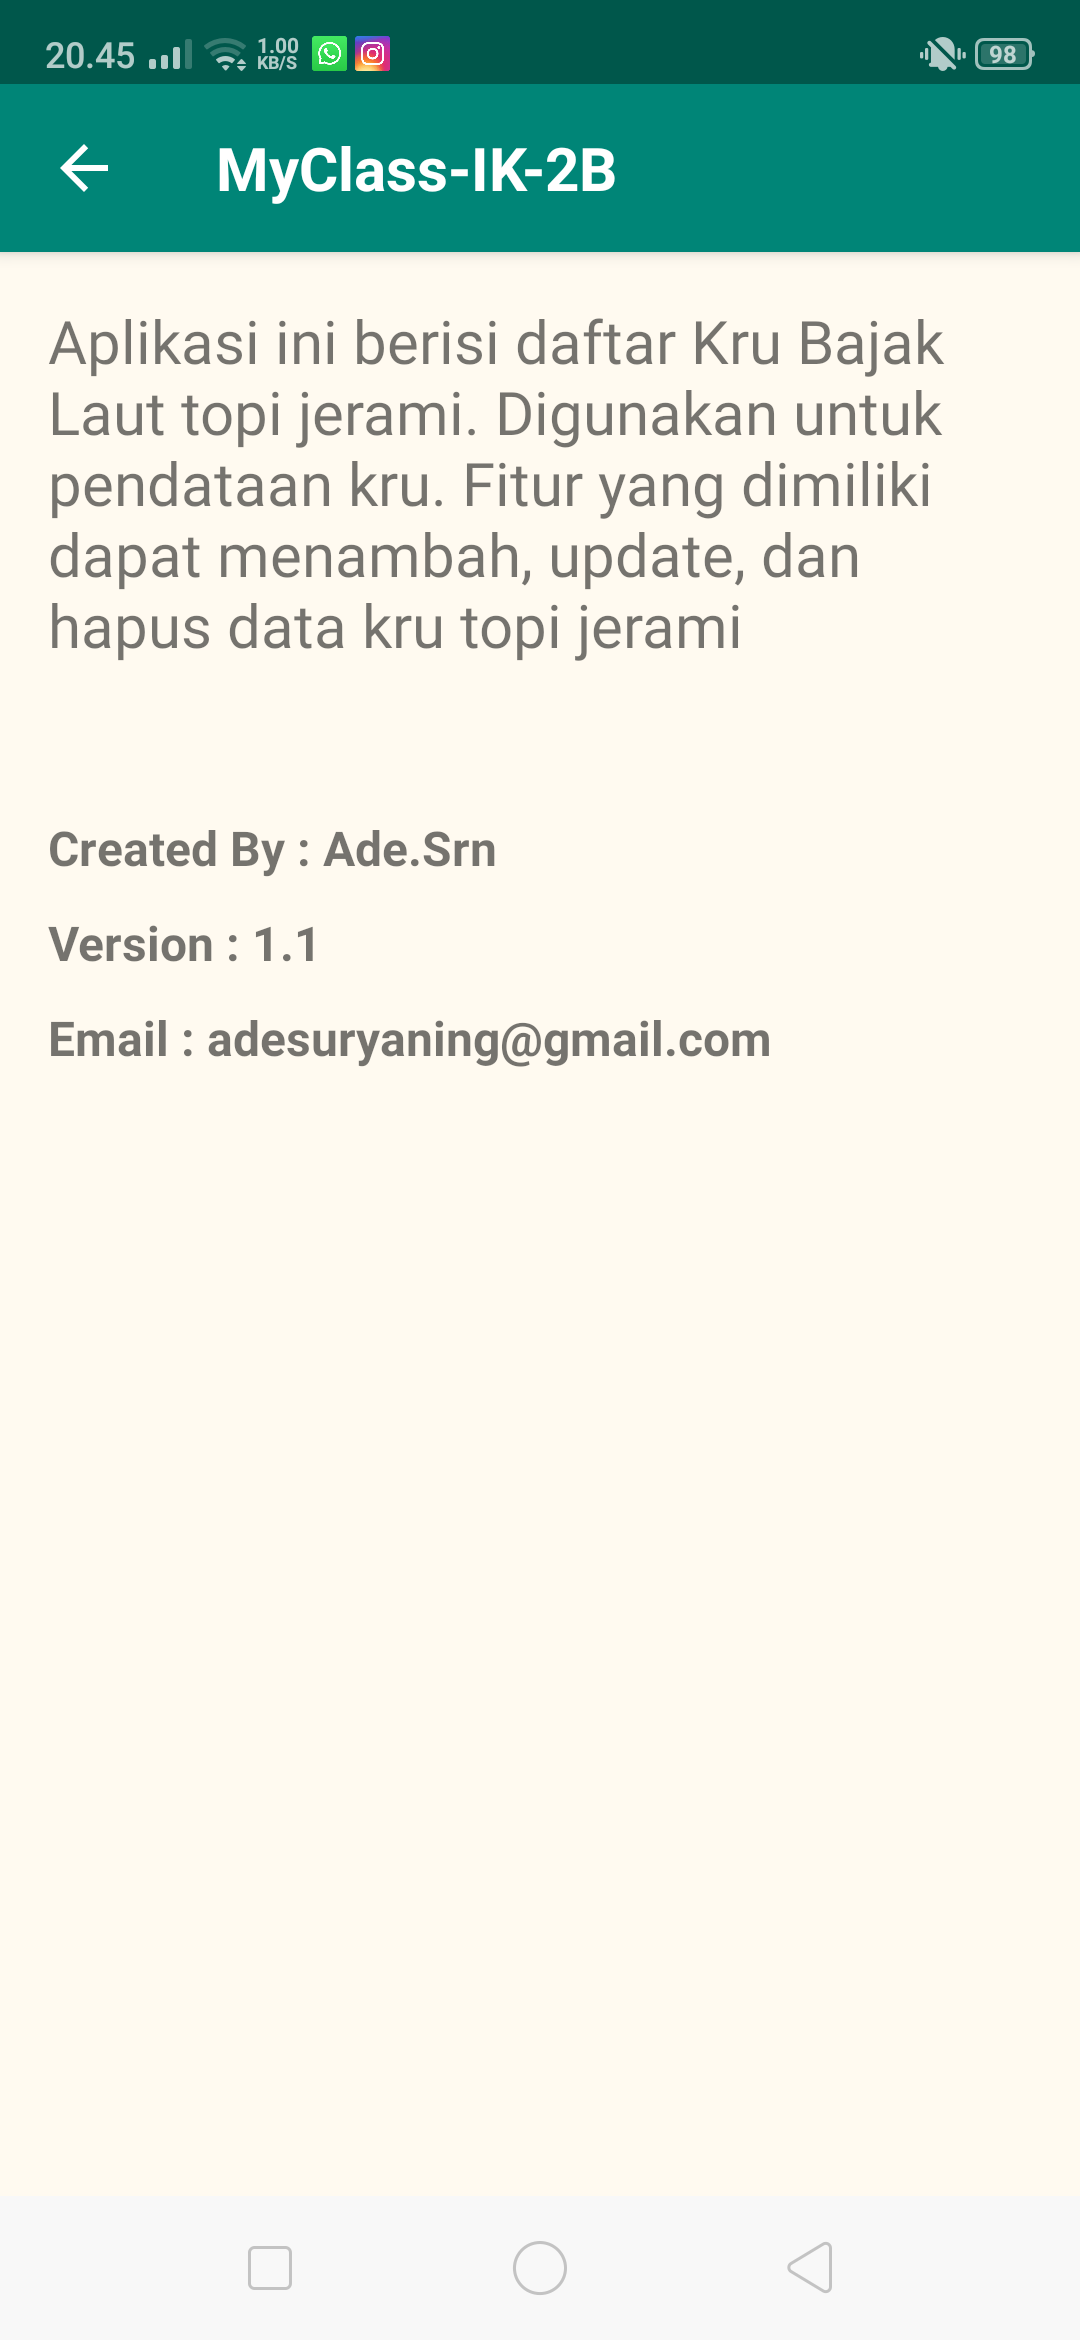 20.45 1.00 KB/S 98
MyClass-IK-2B
Aplikasi ini berisi daftar Kru Bajak
Laut topi jerami. Digunakan untuk
pendataan kru. Fitur yang dimiliki
dapat menambah, update, dan
hapus data kru topi jerami
Created By : Ade.Srn
Version : 1.1
Email : adesuryaning@gmail.com